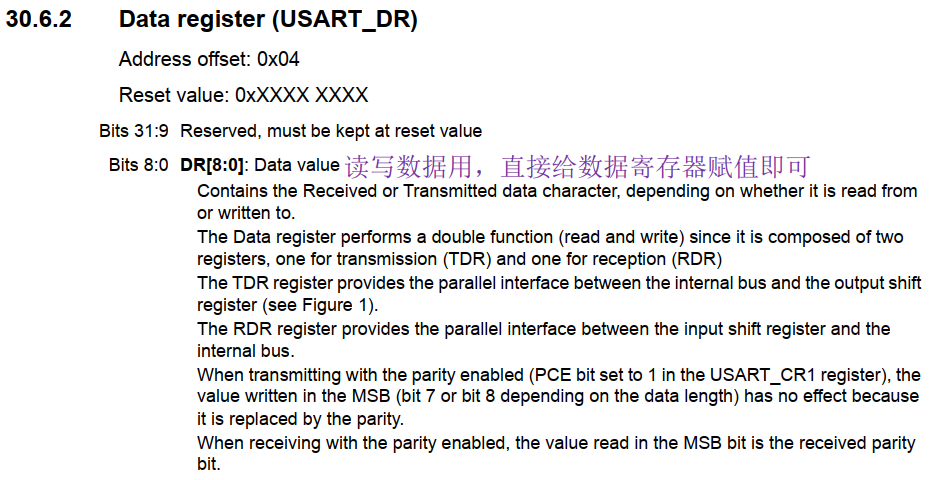 30.6.2 Data register (USART_DR)
Address offset: 0x04
Reset value: 0xXXXX XXXX
Bits 31:9 Reserved, must be kept at reset value
Bits 8:0 DR[8:0]: Data value 读写数据用，直接给数据寄存器赋值即可
Contains the Received or Transmitted data character, depending on whether it is read from
or written to.
The Data register performs a double function (read and write) since it is composed of two
registers, one for transmission (TDR) and one for reception (RDR)
The TDR register provides the parallel interface between the internal bus and the output shift
register (see Figure 1).
The RDR register provides the parallel interface between the input shift register and the
internal bus.
When transmitting with the parity enabled (PCE bit set to 1 in the USART_CR1 register), the
value written in the MSB (bit 7 or bit 8 depending on the data length) has no effect because
it is replaced by the parity.
When receiving with the parity enabled, the value read in the MSB bit is the received parity
bit.